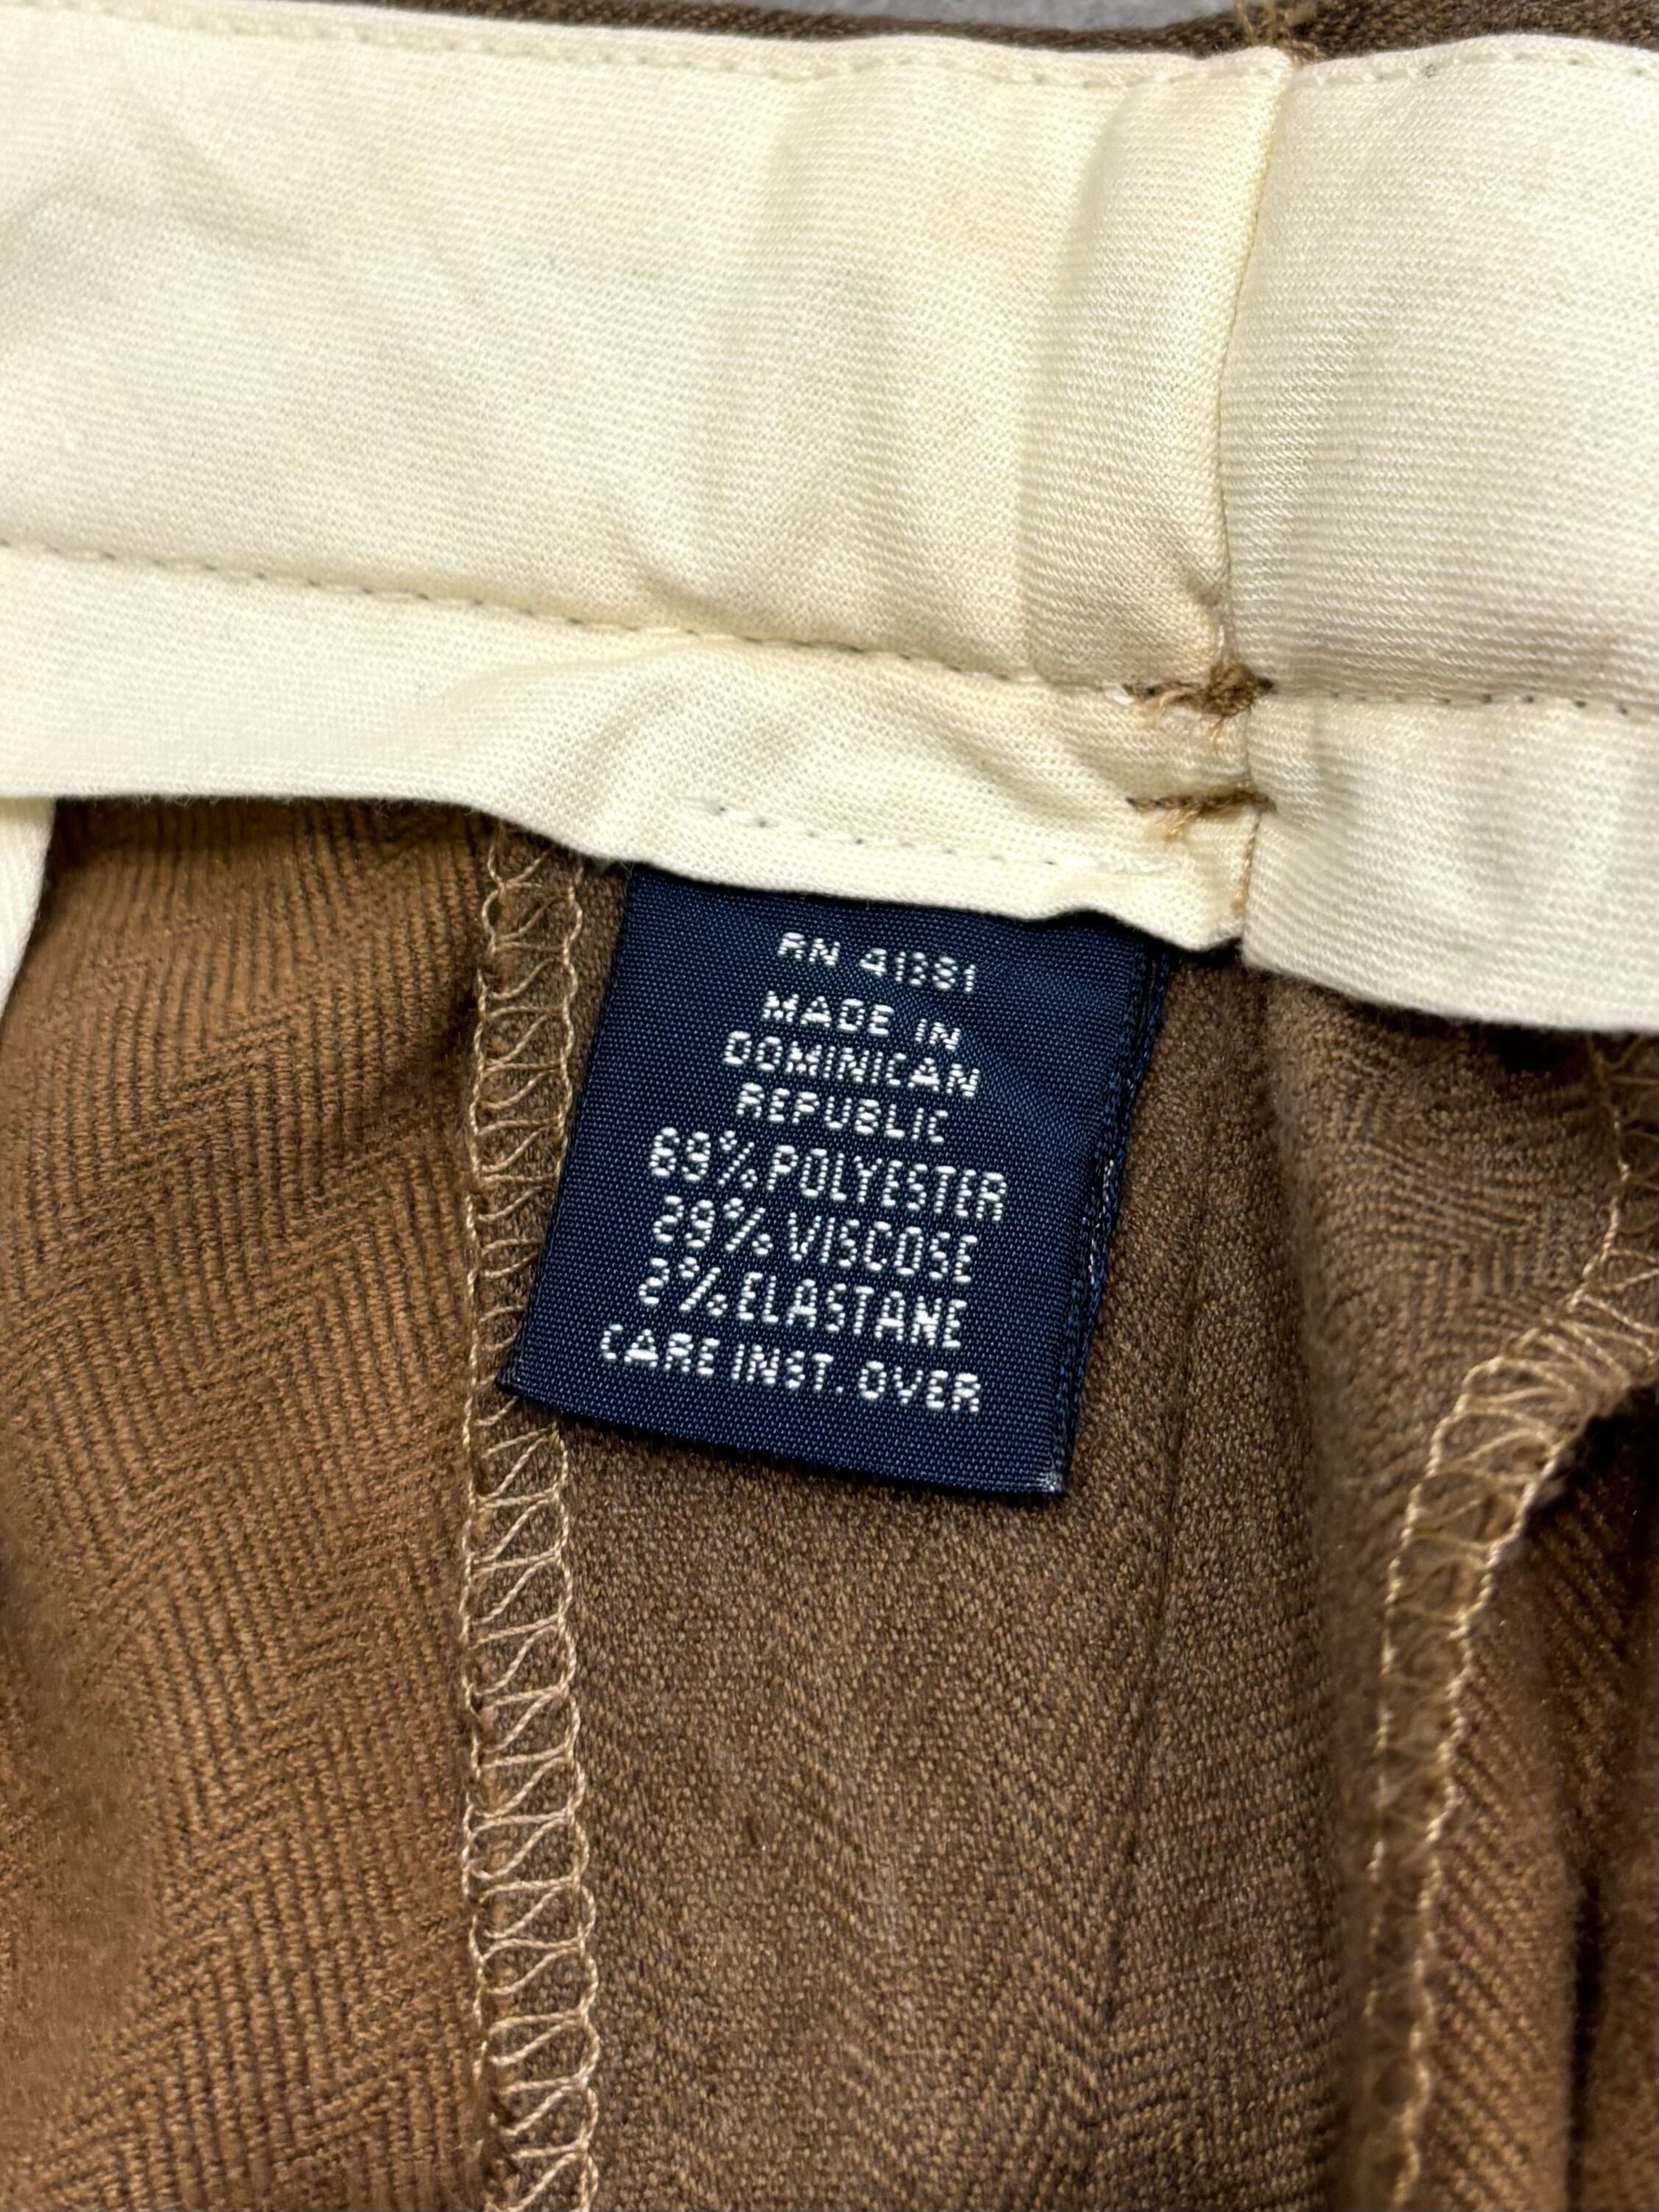 RN 41381
MADE IN
DOMINICAN
REPUBLIC
69% POLYESTER
29% VISCOSE
2% ELASTANE
CARE INST. OVER